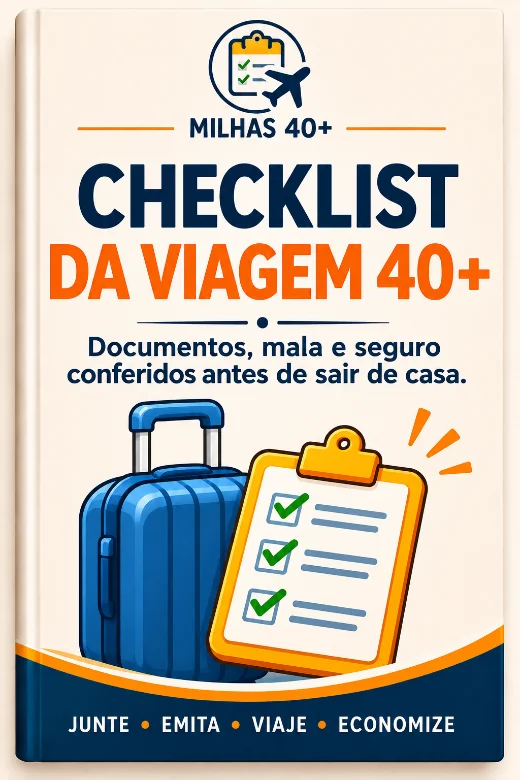 MILHAS 40+
CHECKLIST
DA VIAGEM 40+
Documentos, mala e seguro
conferidos antes de sair de casa.
JUNTE • EMITA • VIAJE • ECONOMIZE